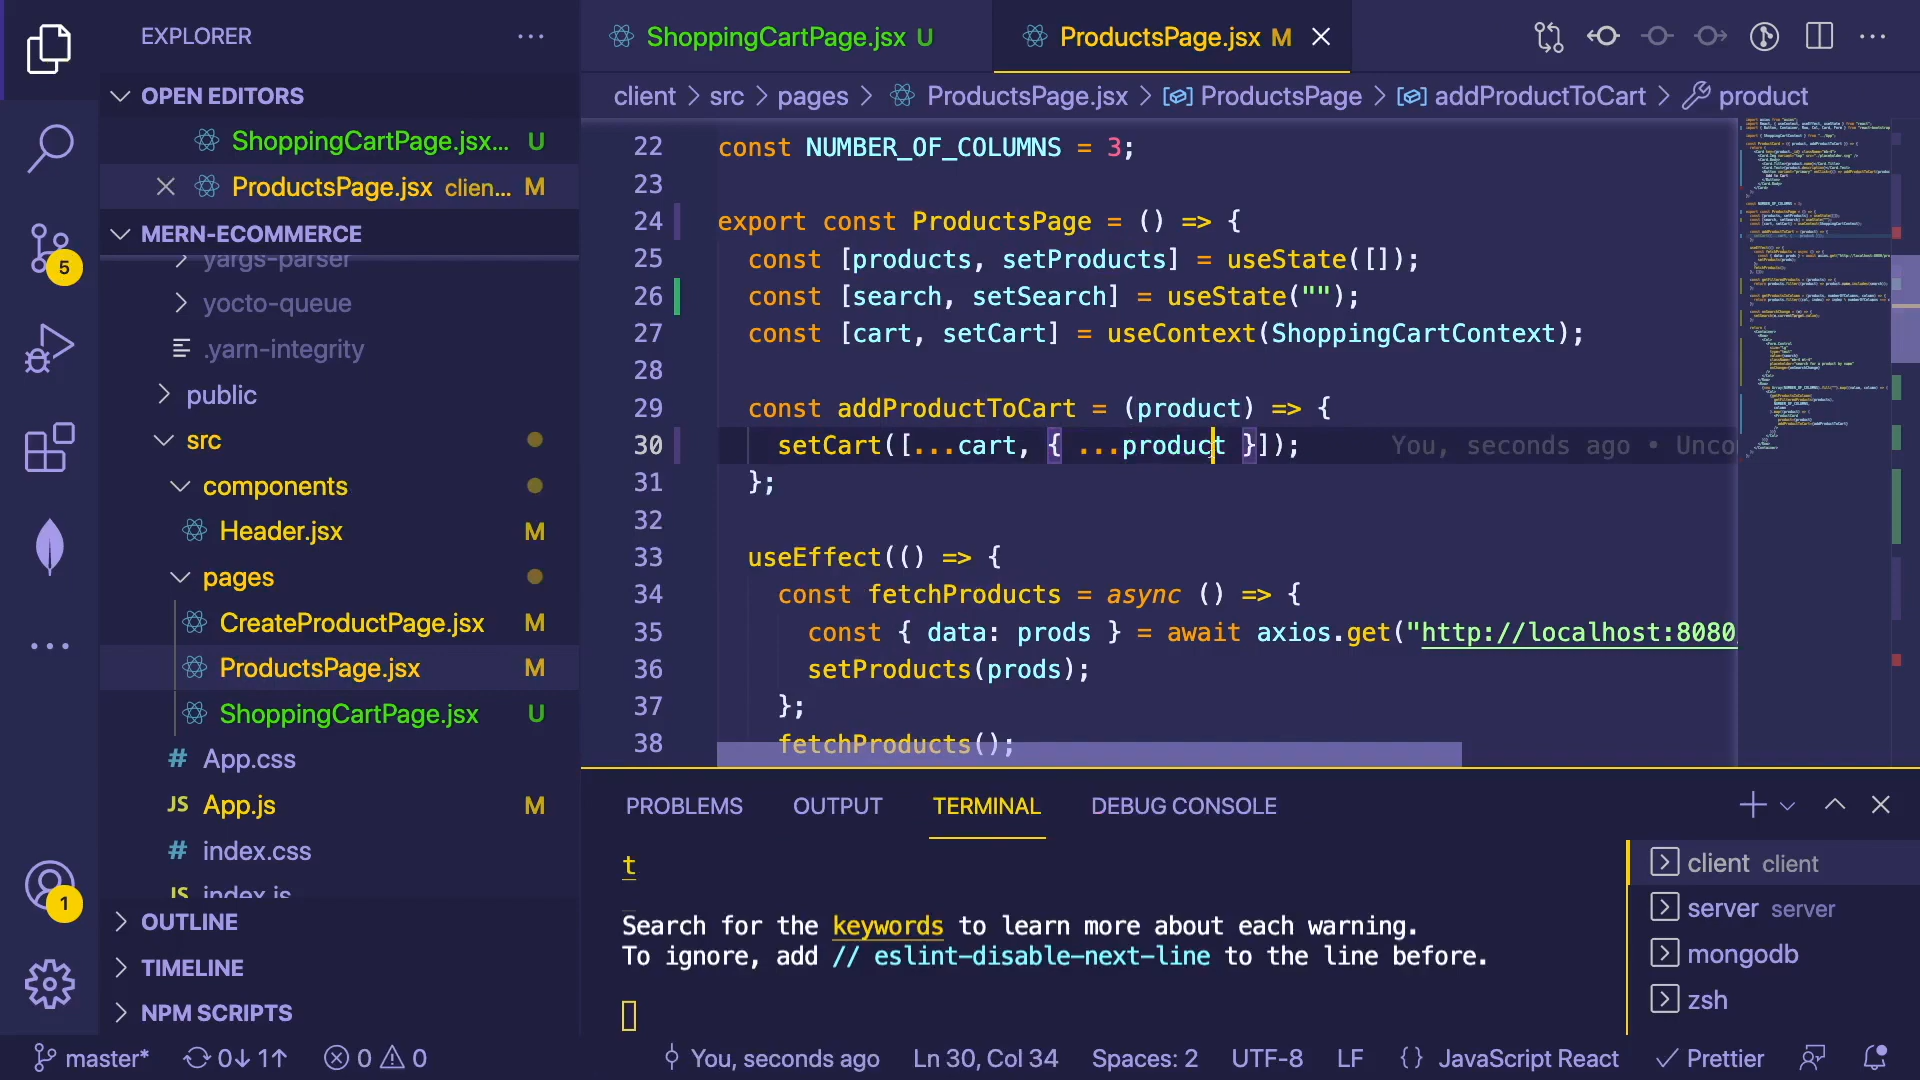 EXPLORER
OPEN EDITORS
ShoppingCartPage.jsx... U
ProductsPage.jsx clien... M
MERN-ECOMMERCE
yargs-parser
yocto-queue
.yarn-integrity
public
src
components
Header.jsx M
pages
CreateProductPage.jsx M
ProductsPage.jsx M
ShoppingCartPage.jsx U
# App.css
JS App.js M
# index.css
JS index.js
OUTLINE
TIMELINE
NPM SCRIPTS
5
1
ShoppingCartPage.jsx U
ProductsPage.jsx M
client > src > pages > ProductsPage.jsx > ProductsPage > addProductToCart > product
22 const NUMBER_OF_COLUMNS = 3;
23
24 export const ProductsPage = () => {
25 const [products, setProducts] = useState([]);
26 const [search, setSearch] = useState("");
27 const [cart, setCart] = useContext(ShoppingCartContext);
28
29 const addProductToCart = (product) => {
30 setCart([...cart, { ...product }]); You, seconds ago • Unco
31 };
32
33 useEffect(() => {
34 const fetchProducts = async () => {
35 const { data: prods } = await axios.get("http://localhost:8080
36 setProducts(prods);
37 };
38 fetchProducts();
PROBLEMS OUTPUT TERMINAL DEBUG CONSOLE
t
Search for the keywords to learn more about each warning.
To ignore, add // eslint-disable-next-line to the line before.
client client
server server
mongodb
zsh
master* 0↓ 1↑ 0 0 You, seconds ago Ln 30, Col 34 Spaces: 2 UTF-8 LF {} JavaScript React Prettier